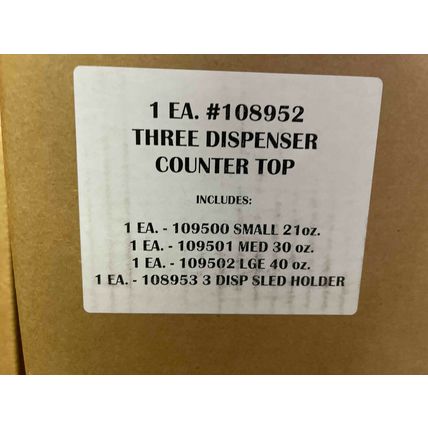 1 EA. #108952
THREE DISPENSER
COUNTER TOP
INCLUDES:
1 EA. - 109500 SMALL 21oz.
1 EA. - 109501 MED 30 oz.
1 EA. - 109502 LGE 40 oz.
1 EA. - 108953 3 DISP SLED HOLDER